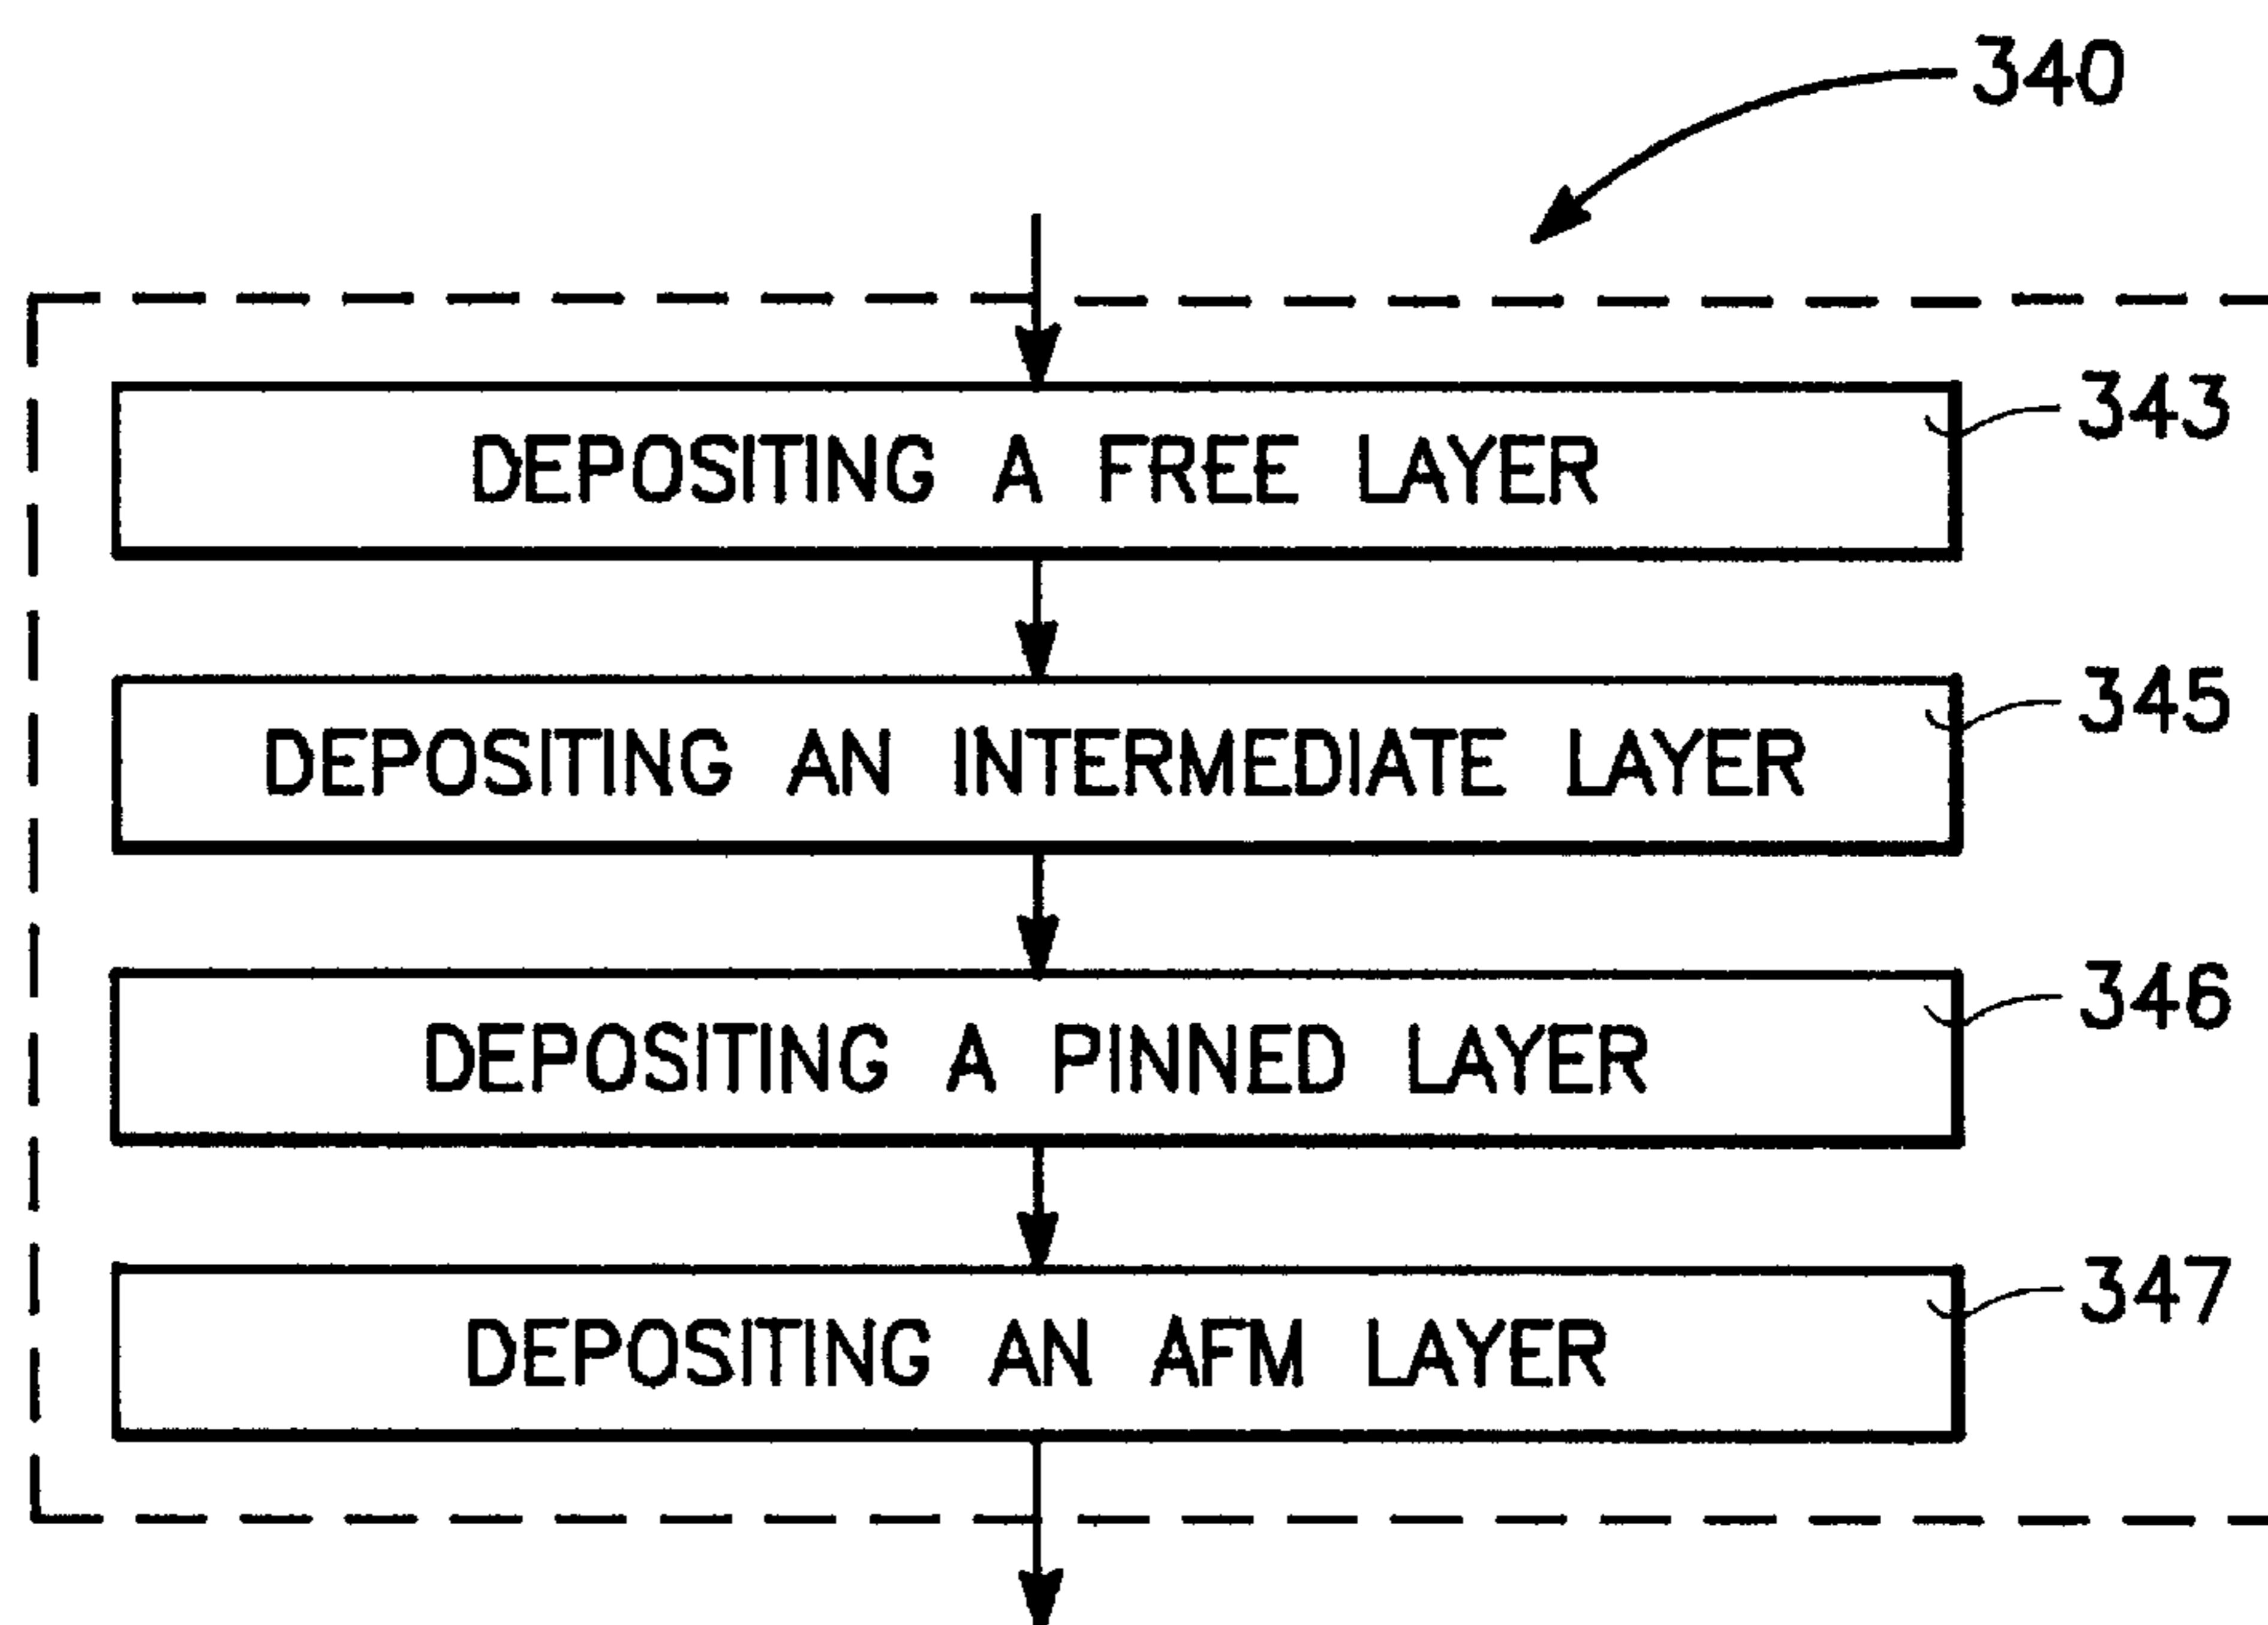 340
DEPOSITING A FREE LAYER
343
DEPOSITING AN INTERMEDIATE LAYER
345
DEPOSITING A PINNED LAYER
346
DEPOSITING AN AFM LAYER
347